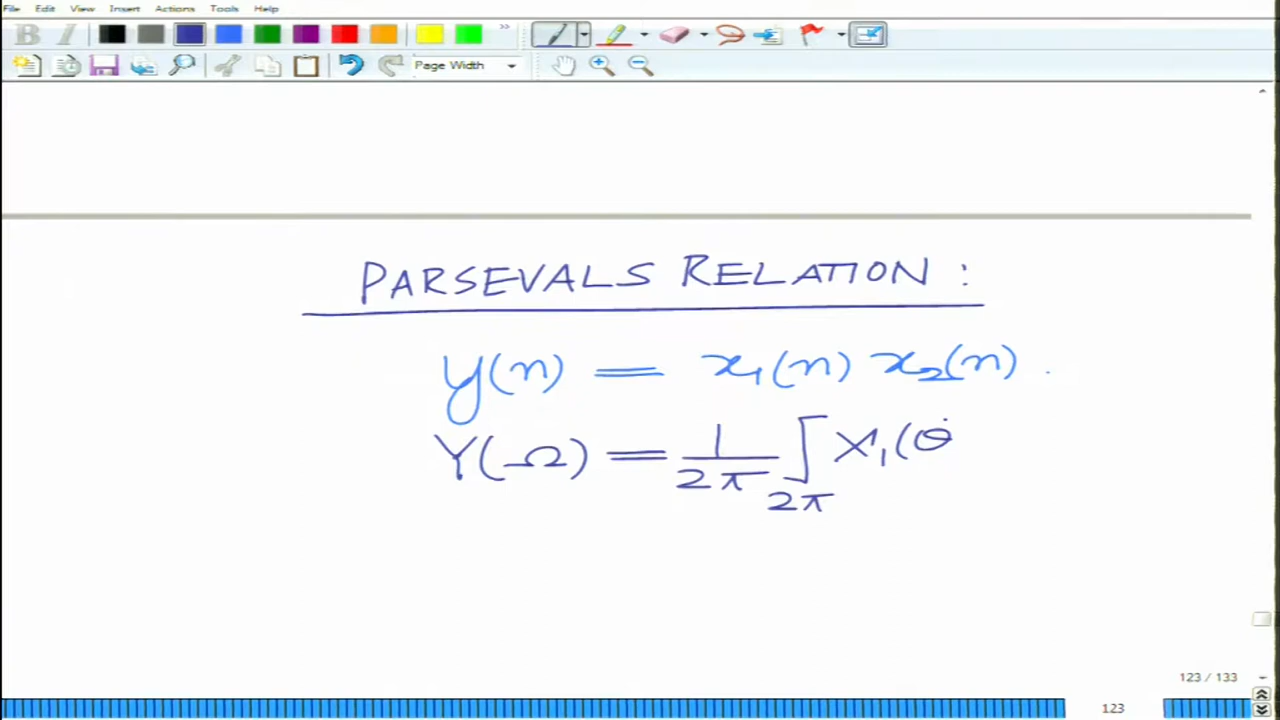 File Edit View Insert Actions Tools Help
B I
Page Width
PARSEVALS RELATION :
y(n) = x₁(n) x₂(n) .
Y(Ω) = 1/2π ∫2π X₁(θ
123 / 133
123